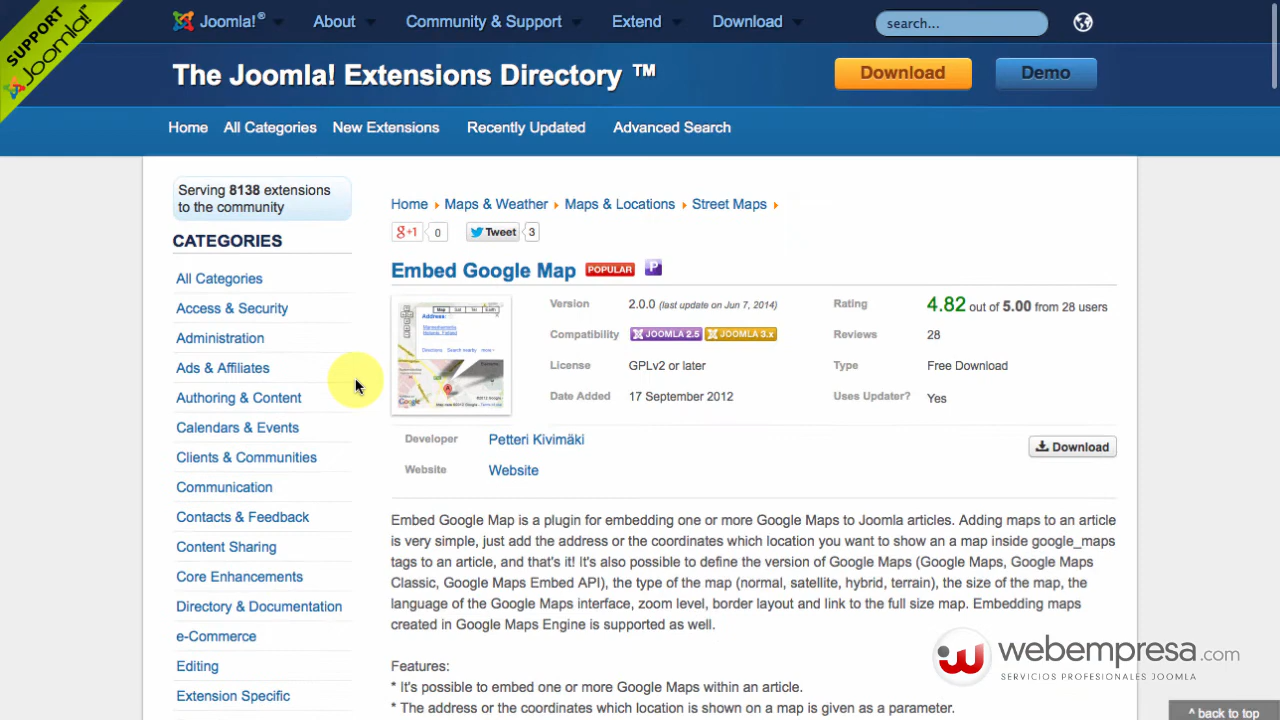 SUPPORT
Joomla!
Joomla!® About Community & Support Extend Download search...
The Joomla! Extensions Directory ™ Download Demo
Home All Categories New Extensions Recently Updated Advanced Search
Serving 8138 extensions
to the community
CATEGORIES
All Categories
Access & Security
Administration
Ads & Affiliates
Authoring & Content
Calendars & Events
Clients & Communities
Communication
Contacts & Feedback
Content Sharing
Core Enhancements
Directory & Documentation
e-Commerce
Editing
Extension Specific
Home Maps & Weather Maps & Locations Street Maps
g+1 0 Tweet 3
Embed Google Map POPULAR P
Version 2.0.0 (last update on Jun 7, 2014)
Compatibility JOOMLA 2.5 JOOMLA 3.x
License GPLv2 or later
Date Added 17 September 2012
Rating 4.82 out of 5.00 from 28 users
Reviews 28
Type Free Download
Uses Updater? Yes
Address:
Developer Petteri Kivimäki
Website Website
Download
Embed Google Map is a plugin for embedding one or more Google Maps to Joomla articles. Adding maps to an article
is very simple, just add the address or the coordinates which location you want to show an a map inside google_maps
tags to an article, and that's it! It's also possible to define the version of Google Maps (Google Maps, Google Maps
Classic, Google Maps Embed API), the type of the map (normal, satellite, hybrid, terrain), the size of the map, the
language of the Google Maps interface, zoom level, border layout and link to the full size map. Embedding maps
created in Google Maps Engine is supported as well.
Features:
* It's possible to embed one or more Google Maps within an article.
* The address or the coordinates which location is shown on a map is given as a parameter.
webempresa.com
SERVICIOS PROFESIONALES JOOMLA
^ back to top